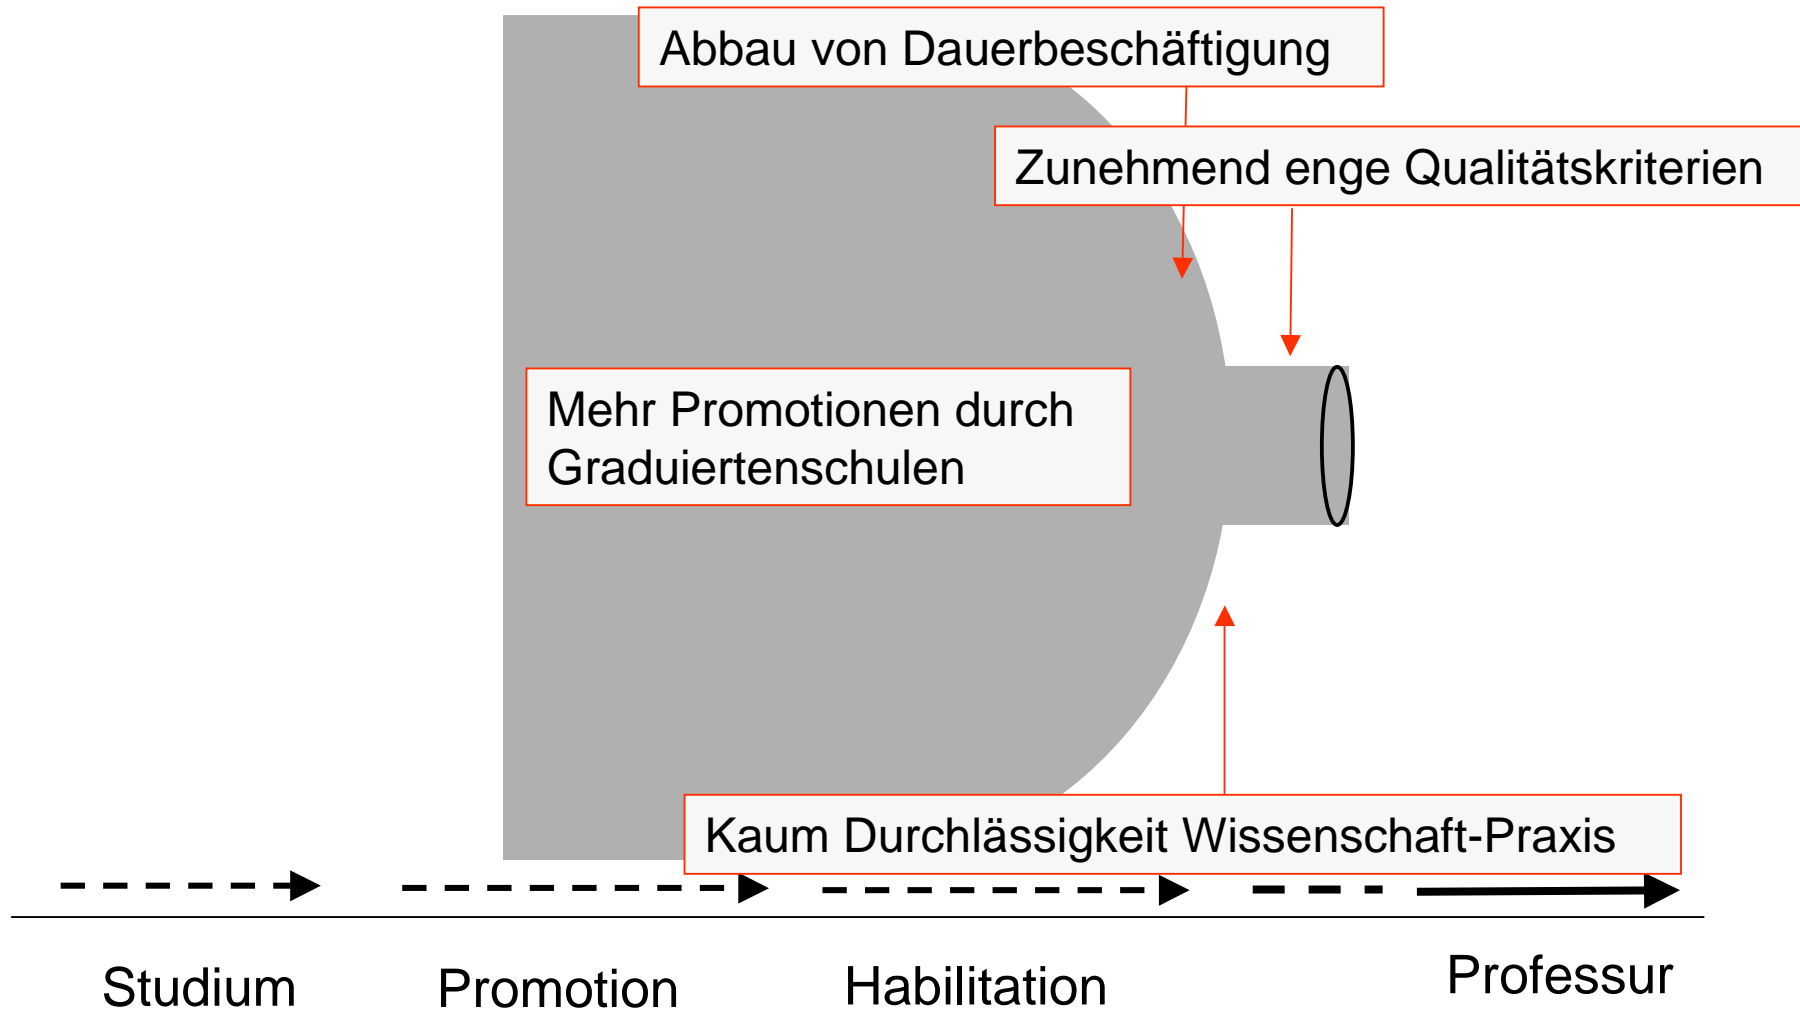 Abbau von Dauerbeschäftigung
Zunehmend enge Qualitätskriterien
Mehr Promotionen durch
Graduiertenschulen
Kaum Durchlässigkeit Wissenschaft-Praxis
Studium
Promotion
Habilitation
Professur